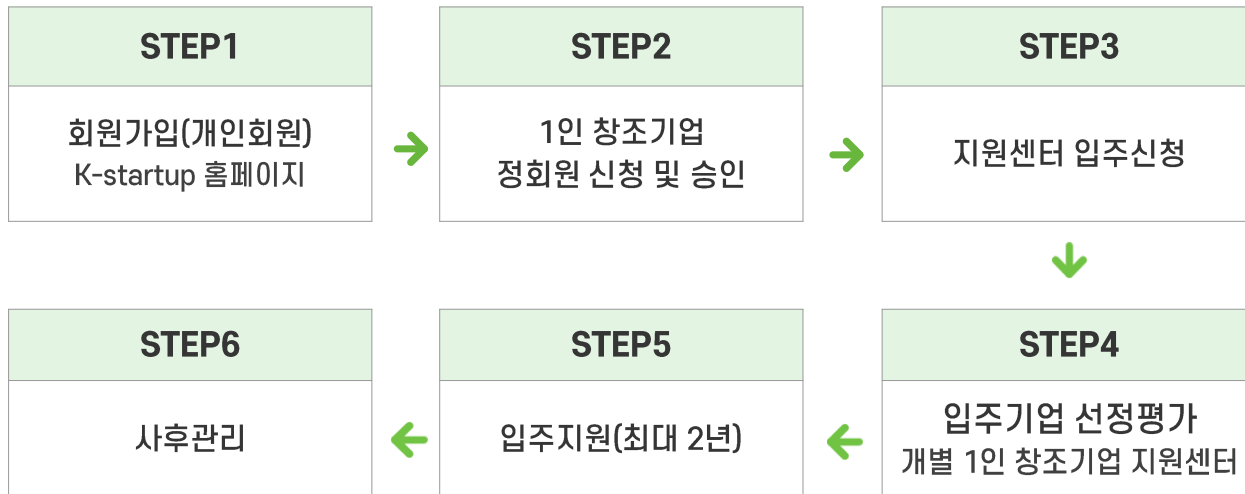 STEP1
회원가입(개인회원)
K-startup 홈페이지
STEP2
1인 창조기업
정회원 신청 및 승인
STEP3
지원센터 입주신청
STEP4
입주기업 선정평가
개별 1인 창조기업 지원센터
STEP5
입주지원(최대 2년)
STEP6
사후관리